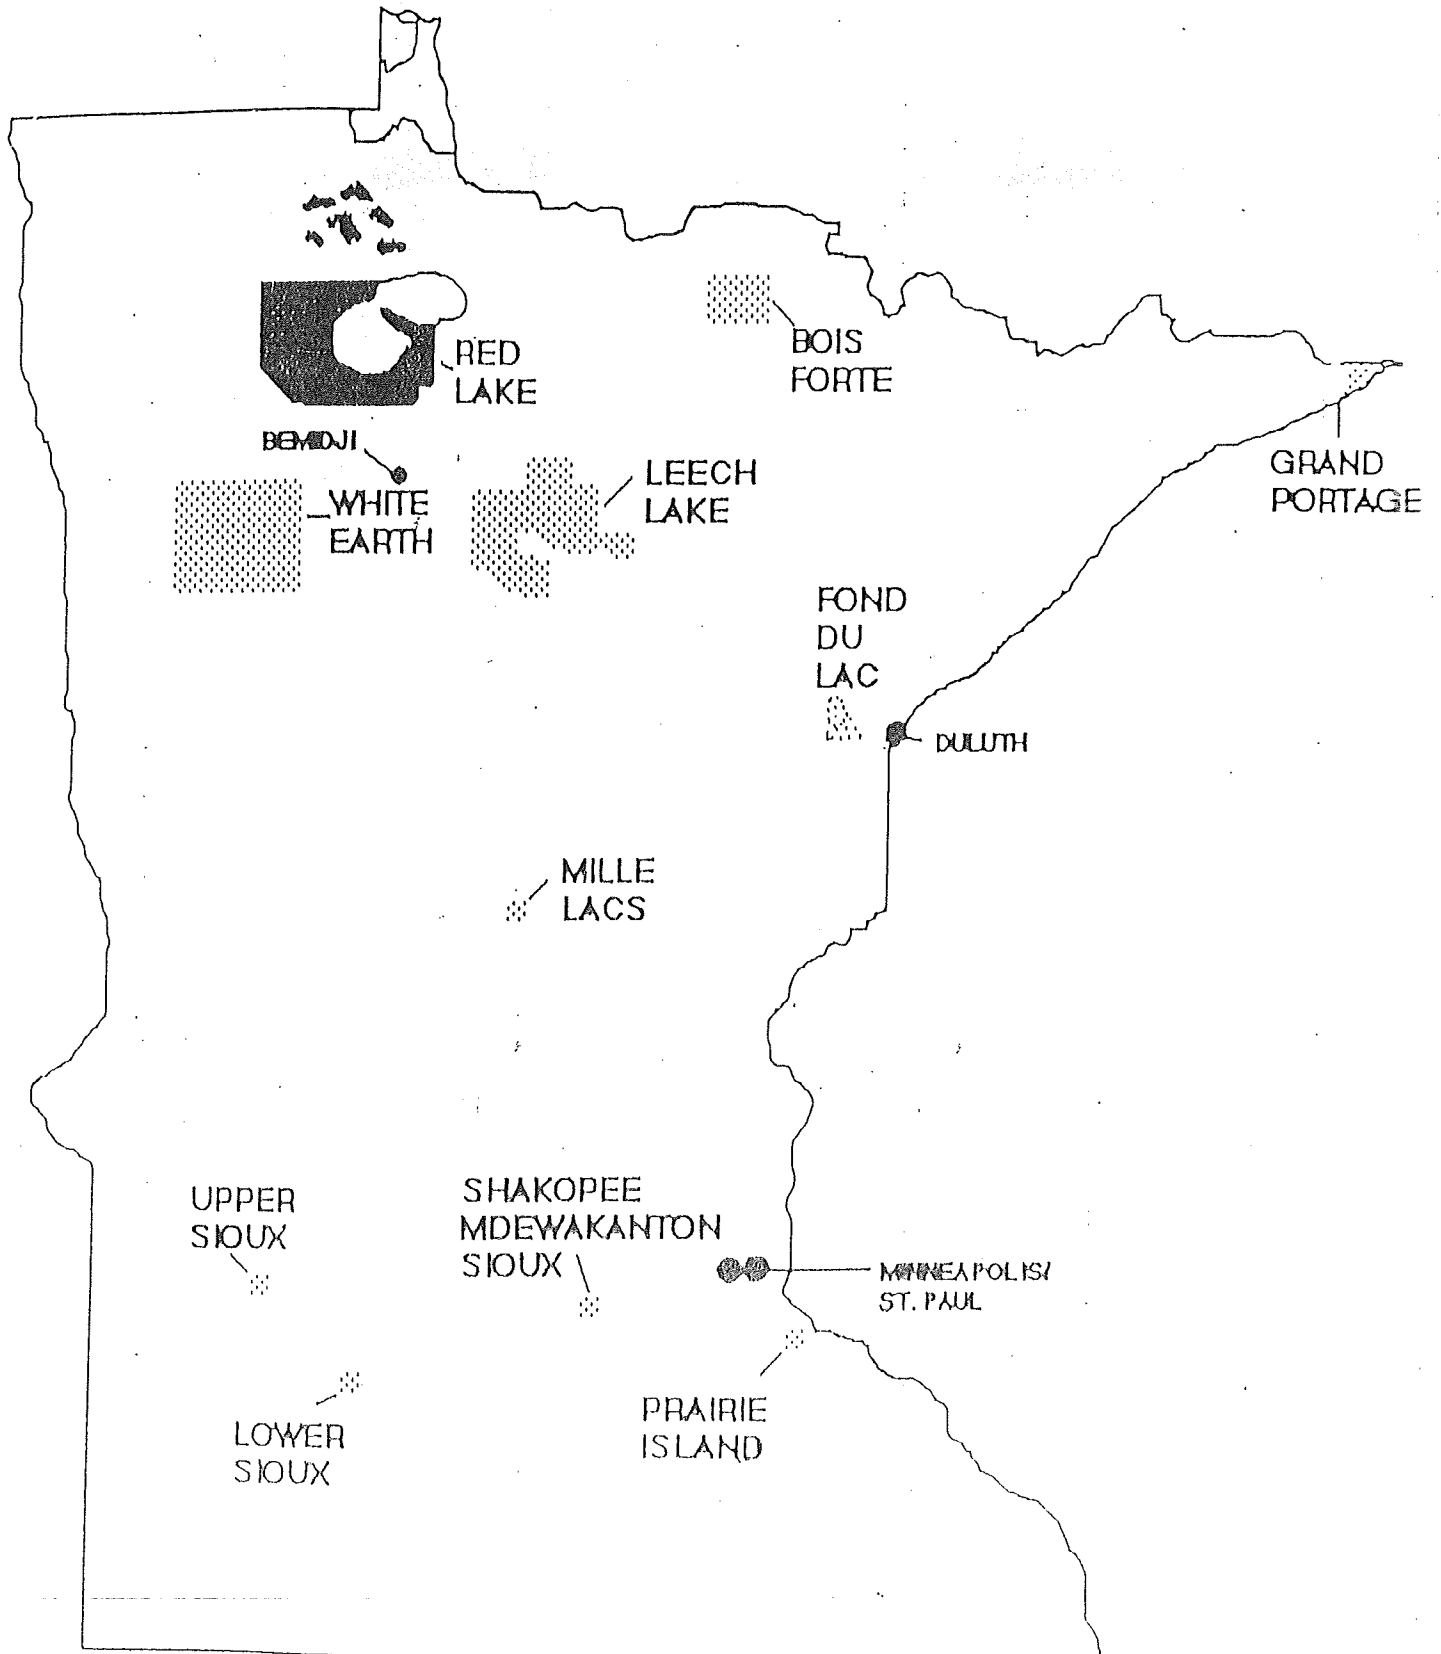 RED
LAKE
BOIS
FORTE
BEMIDJI
WHITE
EARTH
LEECH
LAKE
GRAND
PORTAGE
FOND
DU
LAC
DULUTH
MILLE
LACS
UPPER
SIOUX
SHAKOPEE
MDEWAKANTON
SIOUX
MINNEAPOLIS/
ST. PAUL
PRAIRIE
ISLAND
LOWER
SIOUX